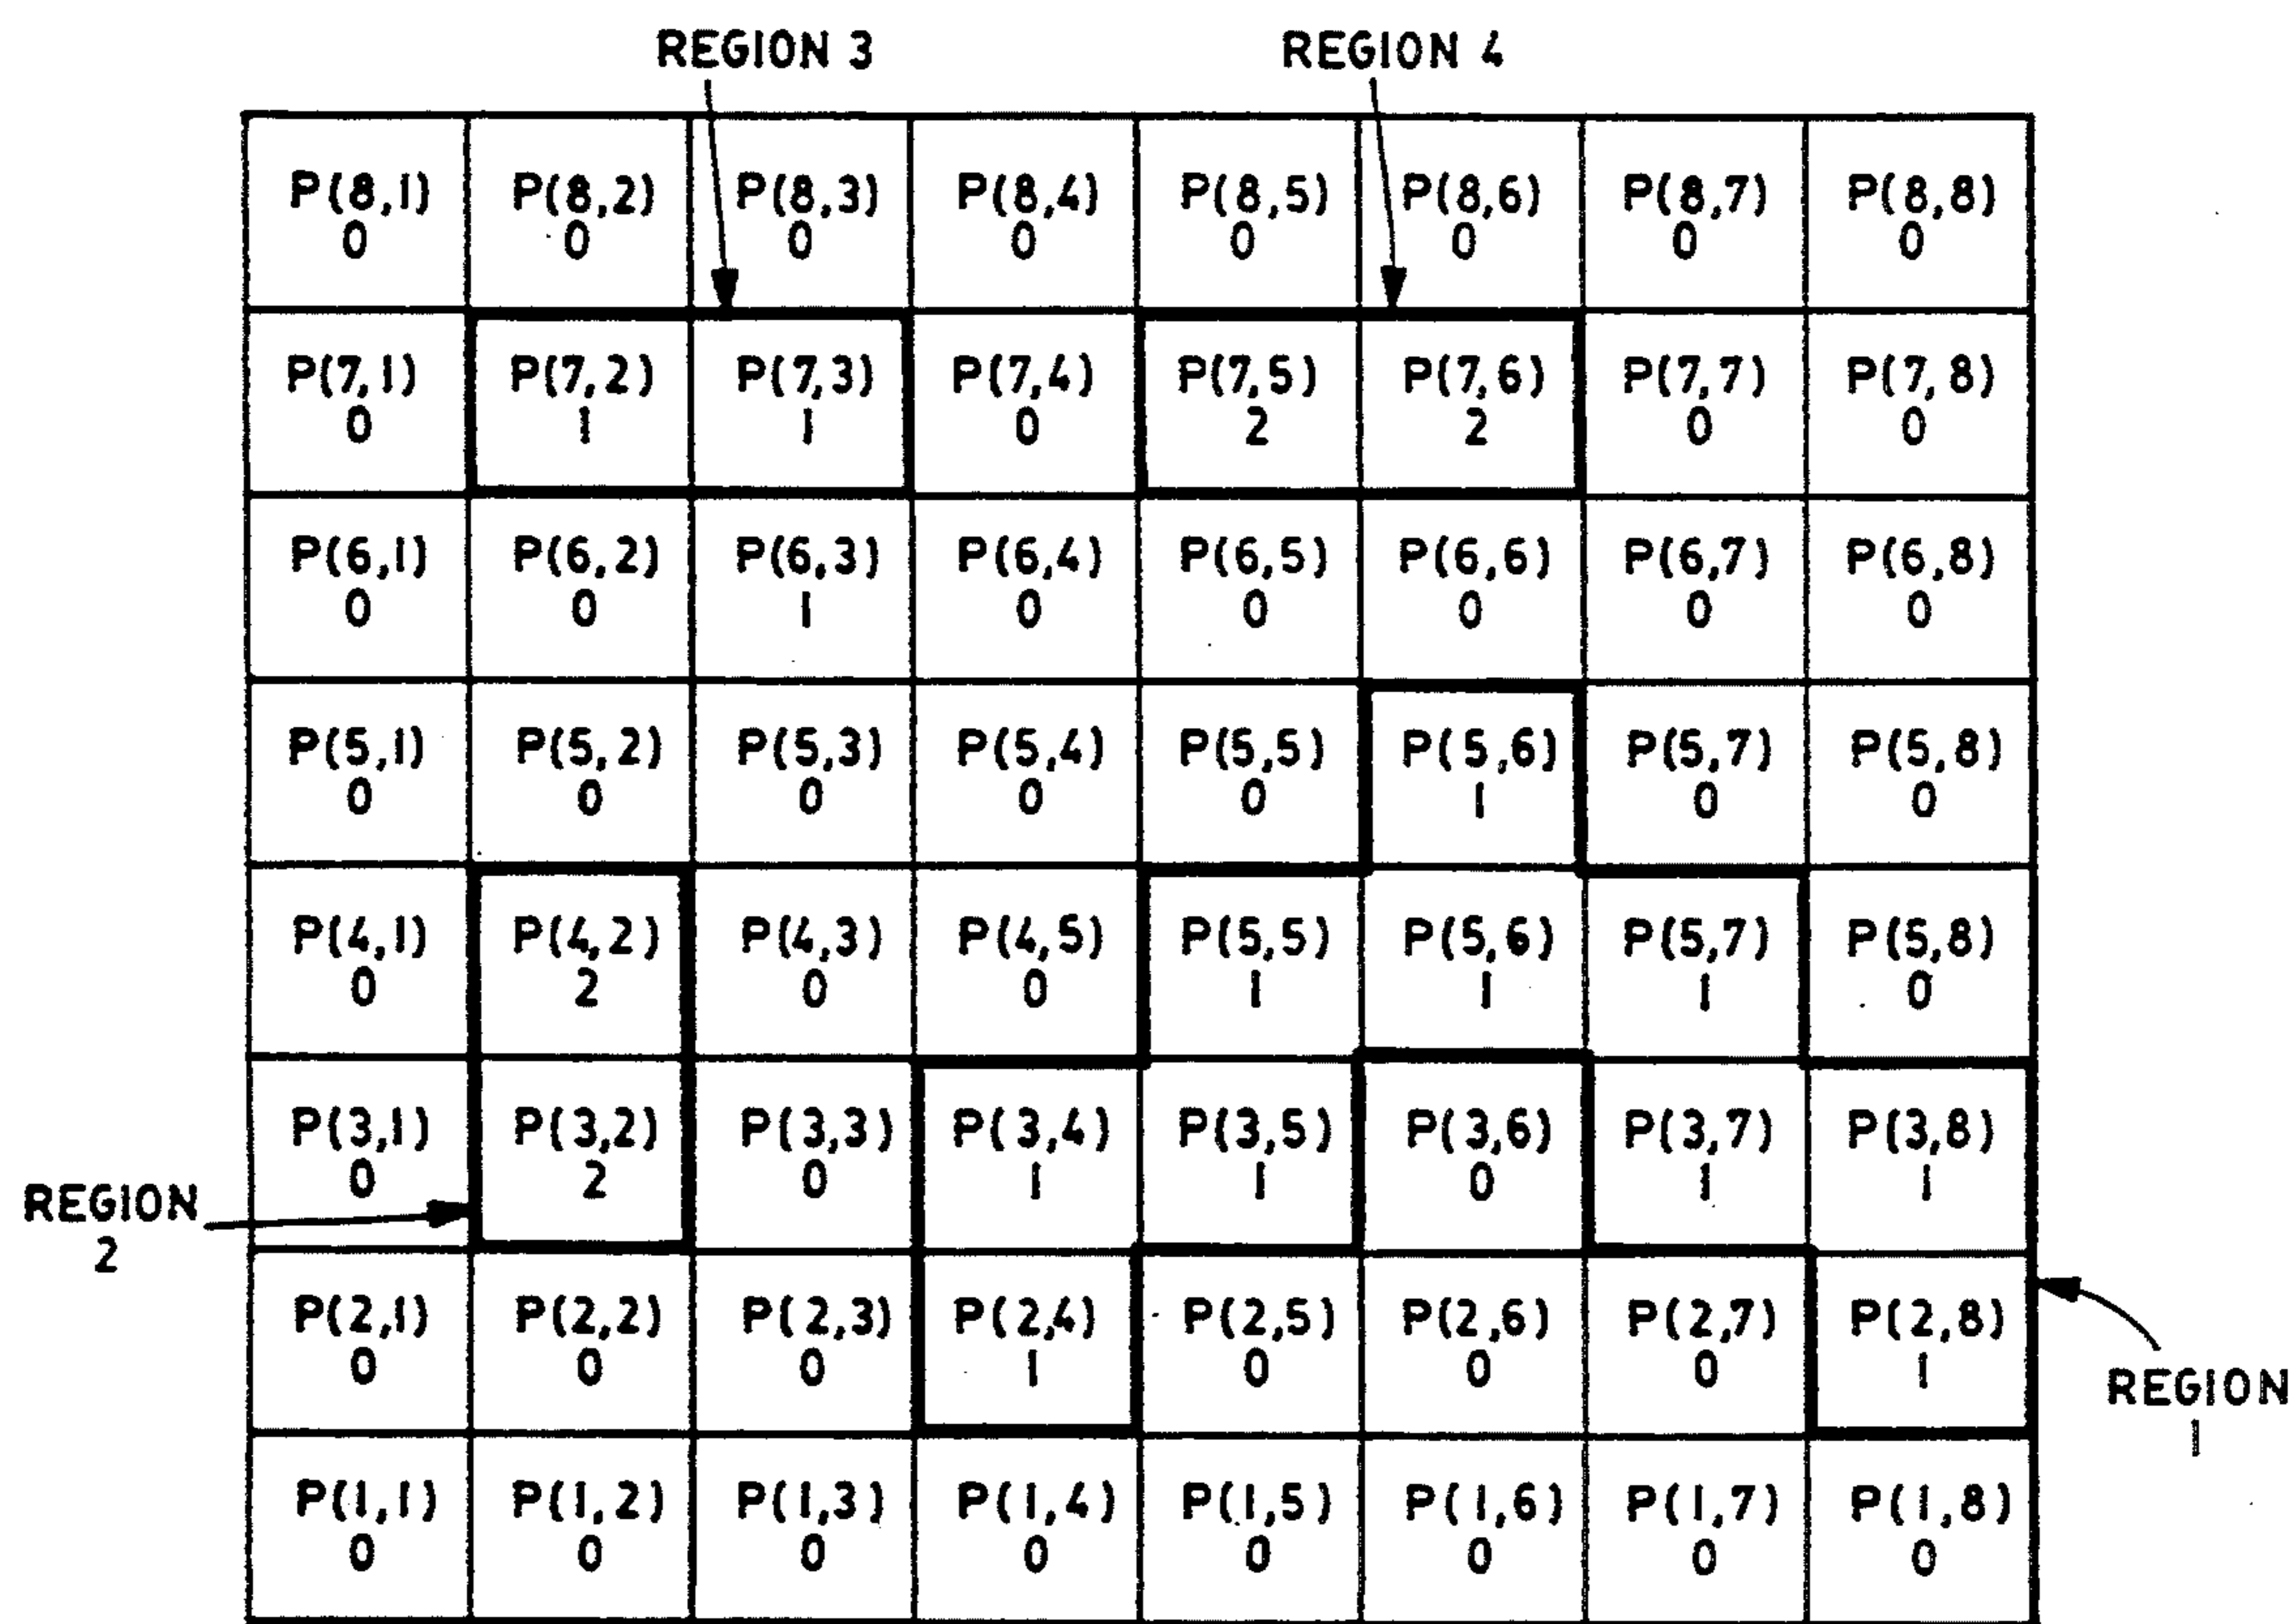 REGION 3 REGION 4
P(8,1) P(8,2) P(8,3) P(8,4) P(8,5) P(8,6) P(8,7) P(8,8)
0 0 0 0 0 0 0 0
P(7,1) P(7,2) P(7,3) P(7,4) P(7,5) P(7,6) P(7,7) P(7,8)
0 1 1 0 2 2 0 0
P(6,1) P(6,2) P(6,3) P(6,4) P(6,5) P(6,6) P(6,7) P(6,8)
0 0 1 0 0 0 0 0
P(5,1) P(5,2) P(5,3) P(5,4) P(5,5) P(5,6) P(5,7) P(5,8)
0 0 0 0 0 1 0 0
P(4,1) P(4,2) P(4,3) P(4,5) P(5,5) P(5,6) P(5,7) P(5,8)
0 2 0 0 1 1 1 0
P(3,1) P(3,2) P(3,3) P(3,4) P(3,5) P(3,6) P(3,7) P(3,8)
0 2 0 1 1 0 1 1
REGION
2
P(2,1) P(2,2) P(2,3) P(2,4) P(2,5) P(2,6) P(2,7) P(2,8)
0 0 0 1 0 0 0 1
REGION
1
P(1,1) P(1,2) P(1,3) P(1,4) P(1,5) P(1,6) P(1,7) P(1,8)
0 0 0 0 0 0 0 0